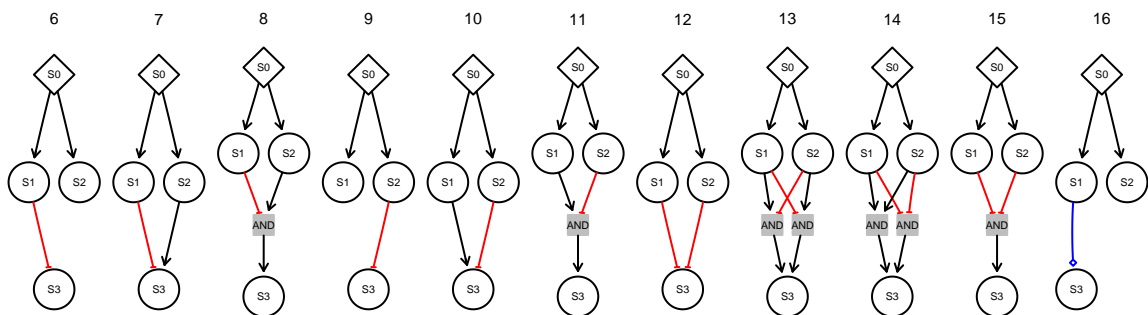 6 7 8 9 10 11 12 13 14 15 16
S0 S0 S0 S0 S0 S0 S0 S0 S0 S0 S0
S1 S2 S1 S2 S1 S2 S1 S2 S1 S2 S1 S2 S1 S2 S1 S2 S1 S2 S1 S2 S1 S2
AND AND AND AND AND AND AND
S3 S3 S3 S3 S3 S3 S3 S3 S3 S3 S3